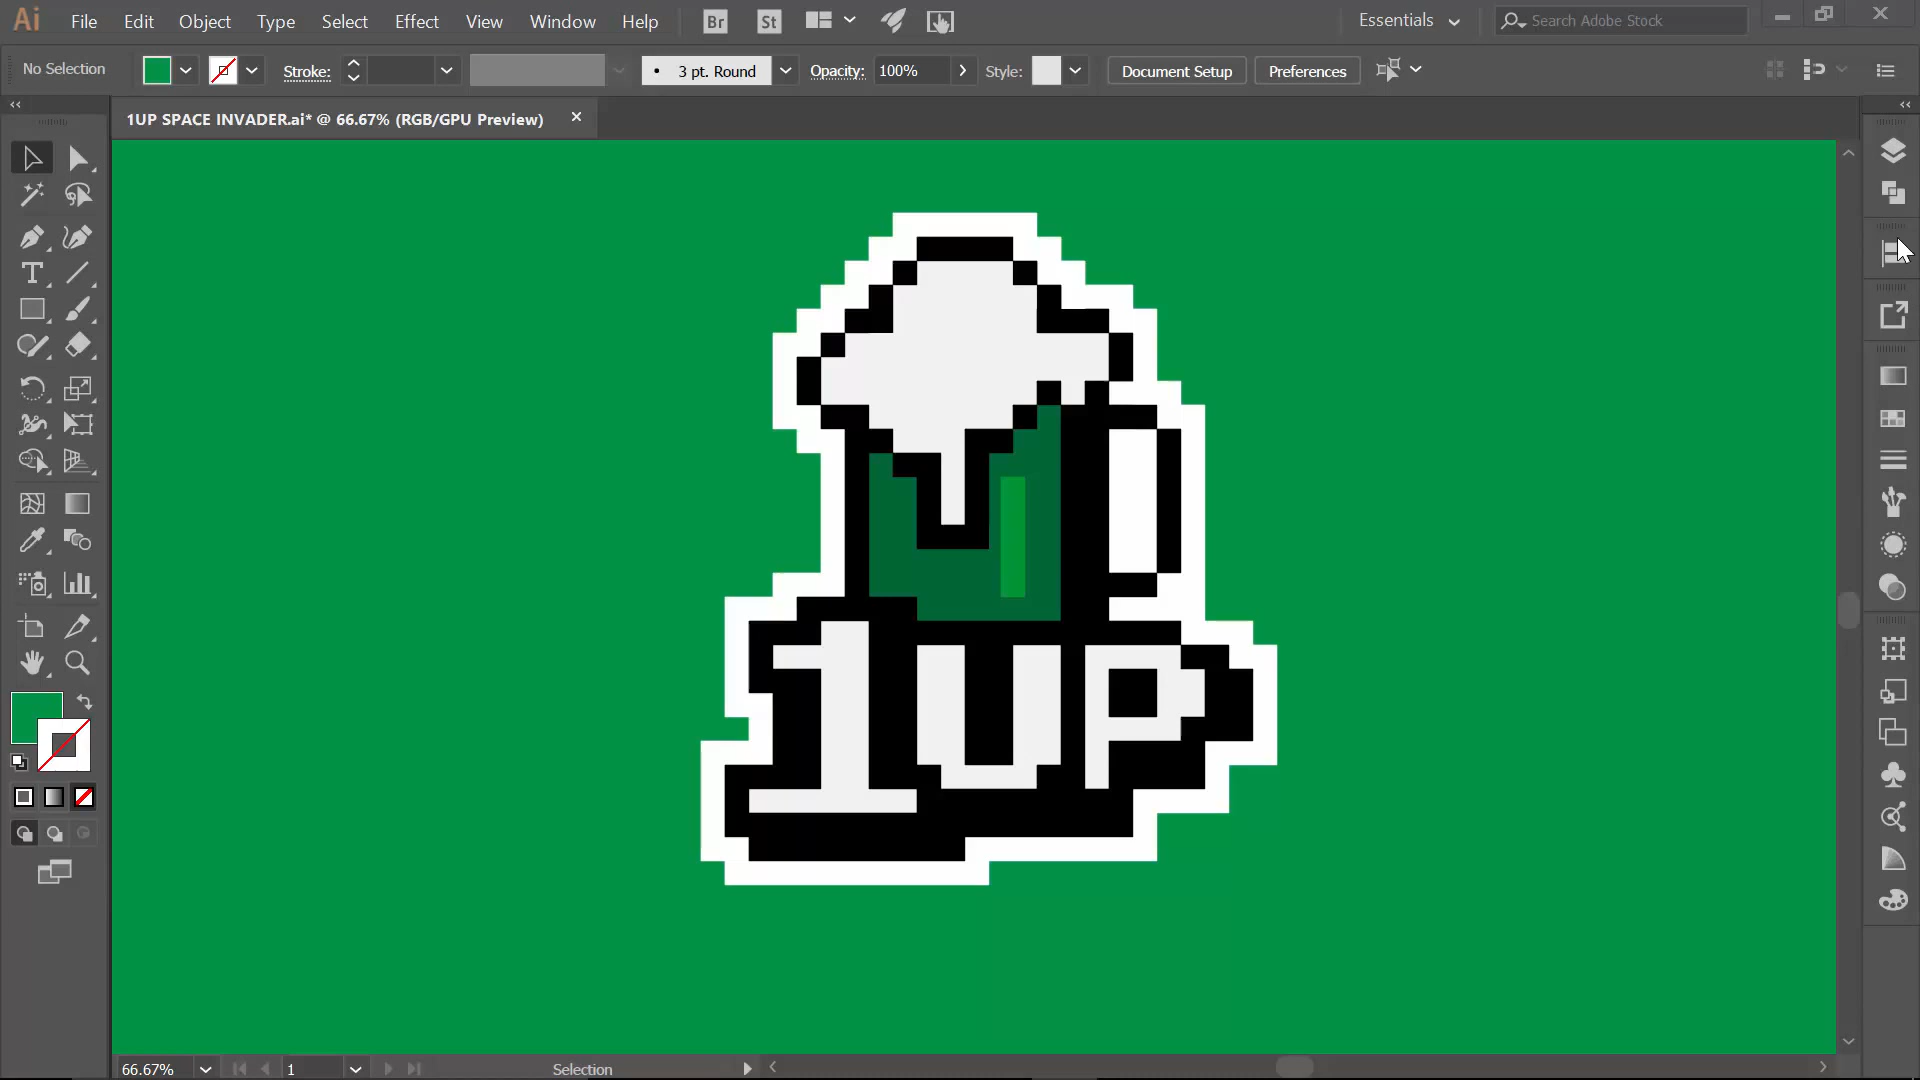 Ai File Edit Object Type Select Effect View Window Help Br St Essentials Search Adobe Stock
No Selection Stroke: 3 pt. Round Opacity: 100% Style: Document Setup Preferences
1UP SPACE INVADER.ai* @ 66.67% (RGB/GPU Preview)
1UP
66.67% 1 Selection